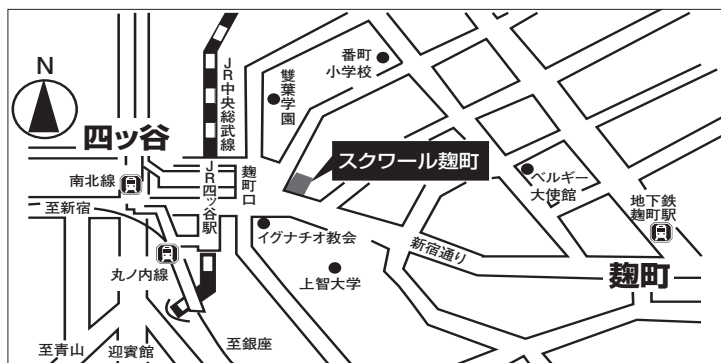 N
四ッ谷
南北線
至新宿
丸ノ内線
至青山
迎賓館
至銀座
JR中央総武線
JR四ッ谷駅
麹町口
雙葉学園
番町
小学校
スクワール麹町
イグナチオ教会
上智大学
新宿通り
ベルギー
大使館
地下鉄
麹町駅
麹町